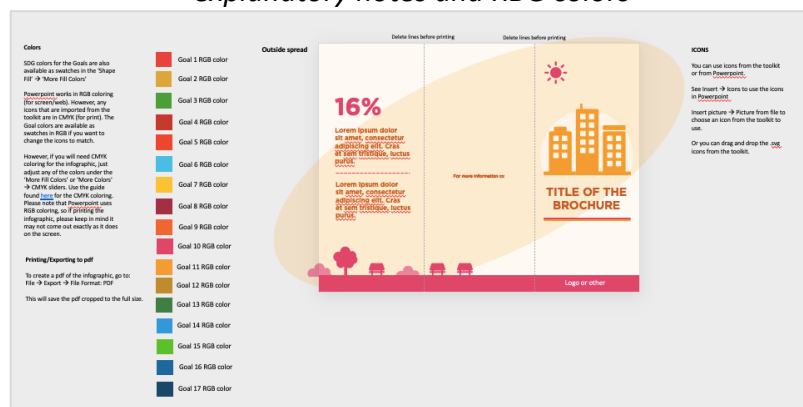 explanatory notes and RBG colors
Colors
SDG colors for the Goals are also
available as swatches in the 'Shape
Fill' → 'More Fill Colors'
Powerpoint works in RGB coloring
(for screen/web). However, any
icons that are imported from the
toolkit are in CMYK (for print). The
Goal colors are available as
swatches in RGB if you want to
change the icons to match.
However, if you will need CMYK
coloring for the infographic, just
adjust any of the colors under the
'More Fill Colors' or 'More Colors'
→ CMYK sliders. Use the guide
found here for the CMYK coloring.
Please note that Powerpoint uses
RGB coloring, so if printing the
infographic, please keep in mind it
may not come out exactly as it does
on the screen.
Printing/Exporting to pdf
To create a pdf of the infographic, go to:
File → Export → File Format: PDF
This will save the pdf cropped to the full size.
Goal 1 RGB color
Goal 2 RGB color
Goal 3 RGB color
Goal 4 RGB color
Goal 5 RGB color
Goal 6 RGB color
Goal 7 RGB color
Goal 8 RGB color
Goal 9 RGB color
Goal 10 RGB color
Goal 11 RGB color
Goal 12 RGB color
Goal 13 RGB color
Goal 14 RGB color
Goal 15 RGB color
Goal 16 RGB color
Goal 17 RGB color
Outside spread
Delete lines before printing
Delete lines before printing
16%
Lorem ipsum dolor
sit amet, consectetur
adipiscing elit. Cras
et sem tristique, luctus
purus.
Lorem ipsum dolor
sit amet, consectetur
adipiscing elit. Cras
et sem tristique, luctus
purus.
For more information co
TITLE OF THE
BROCHURE
Logo or other
ICONS
You can use icons from the toolkit
or from Powerpoint.
See Insert → Icons to use the icons
in Powerpoint
Insert picture → Picture from file to
choose an icon from the toolkit to
use.
Or you can drag and drop the .svg
icons from the toolkit.